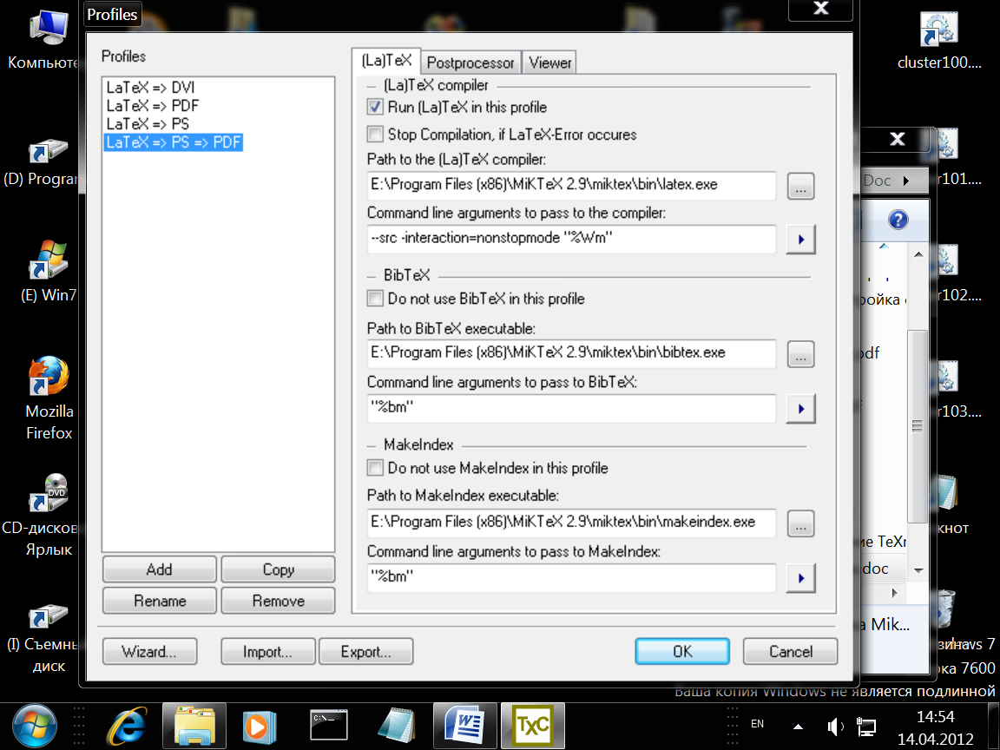 Profiles
Компьюте
(D) Progra
(E) Win7
Mozilla
Firefox
DVD
CD-дисков
Ярлык
(I) Съемнь
диск
Profiles
LaTeX => DVI
LaTeX => PDF
LaTeX => PS
LaTeX => PS => PDF
Add
Copy
Rename
Remove
Wizard...
Import...
Export...
(La)TeX
Postprocessor
Viewer
(La)TeX compiler
Run (La)TeX in this profile
Stop Compilation, if LaTeX-Error occures
Path to the (La)TeX compiler:
E:\Program Files (x86)\MiKTeX 2.9\miktex\bin\latex.exe
...
Command line arguments to pass to the compiler:
--src -interaction=nonstopmode "%Wm"
BibTeX
Do not use BibTeX in this profile
Path to BibTeX executable:
E:\Program Files (x86)\MiKTeX 2.9\miktex\bin\bibtex.exe
...
Command line arguments to pass to BibTeX:
"%bm"
MakeIndex
Do not use MakeIndex in this profile
Path to MakeIndex executable:
E:\Program Files (x86)\MiKTeX 2.9\miktex\bin\makeindex.exe
...
Command line arguments to pass to MakeIndex:
"%bm"
OK
Cancel
cluster100....
Doc
r101....
r102....
ройка
pdf
r103....
кнот
ие TeXn
doc
а Mik...
7
ка 7600
Ваша копия Windows не является подлинной
C:\_
W
TXC
EN
14:54
14.04.2012